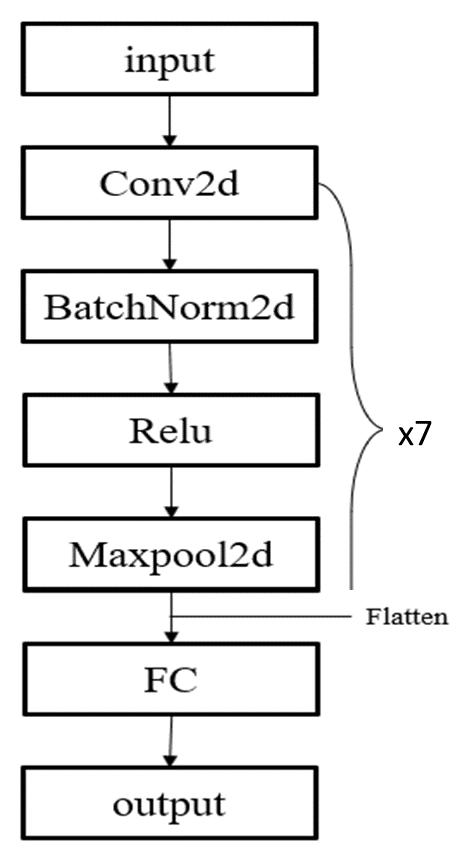 input
Conv2d
BatchNorm2d
Relu
x7
Maxpool2d
Flatten
FC
output